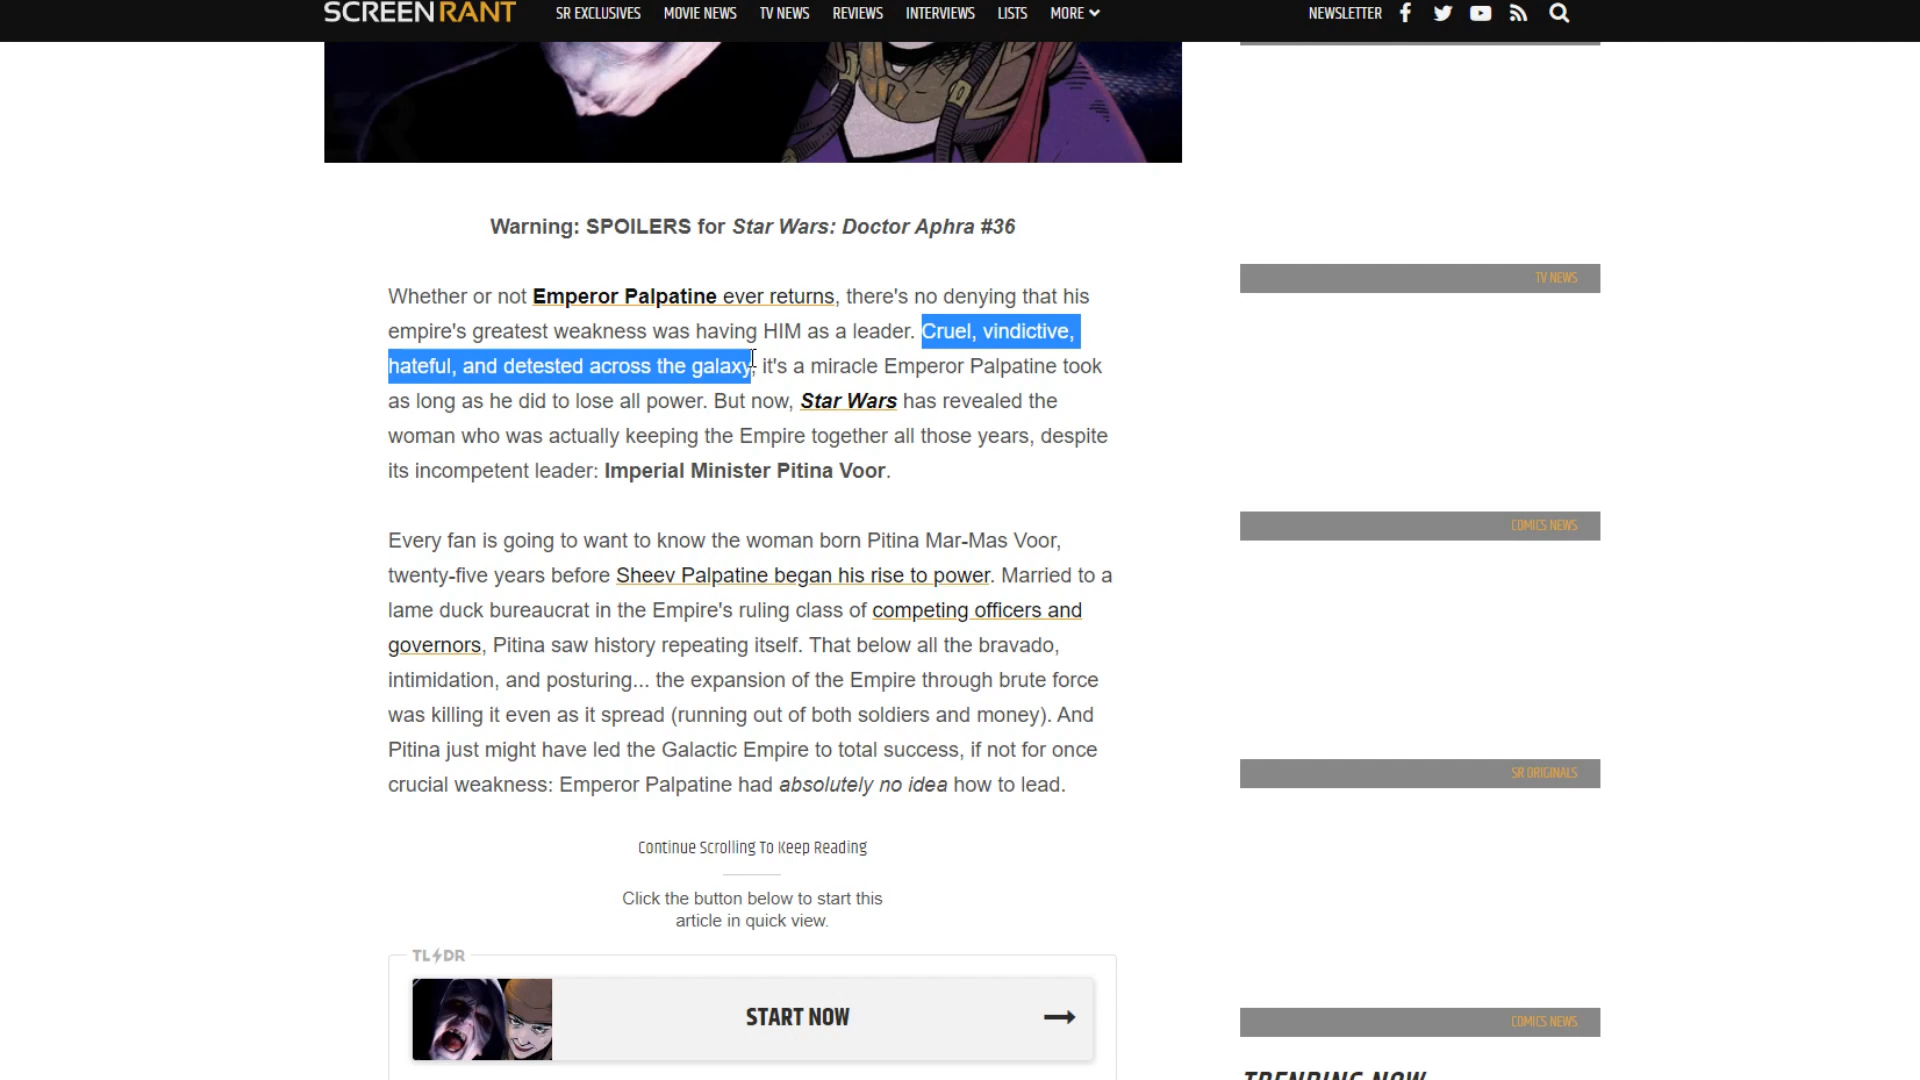 SCREENRANT
SR EXCLUSIVES MOVIE NEWS TV NEWS REVIEWS INTERVIEWS LISTS MORE NEWSLETTER
Warning: SPOILERS for Star Wars: Doctor Aphra #36
Whether or not Emperor Palpatine ever returns, there's no denying that his
empire's greatest weakness was having HIM as a leader. Cruel, vindictive,
hateful, and detested across the galaxy, it's a miracle Emperor Palpatine took
as long as he did to lose all power. But now, Star Wars has revealed the
woman who was actually keeping the Empire together all those years, despite
its incompetent leader: Imperial Minister Pitina Voor.
Every fan is going to want to know the woman born Pitina Mar-Mas Voor,
twenty-five years before Sheev Palpatine began his rise to power. Married to a
lame duck bureaucrat in the Empire's ruling class of competing officers and
governors, Pitina saw history repeating itself. That below all the bravado,
intimidation, and posturing... the expansion of the Empire through brute force
was killing it even as it spread (running out of both soldiers and money). And
Pitina just might have led the Galactic Empire to total success, if not for once
crucial weakness: Emperor Palpatine had absolutely no idea how to lead.
Continue Scrolling To Keep Reading
Click the button below to start this
article in quick view.
TLDR
START NOW
TV NEWS
COMICS NEWS
SR ORIGINALS
COMICS NEWS
TRENDING NOW